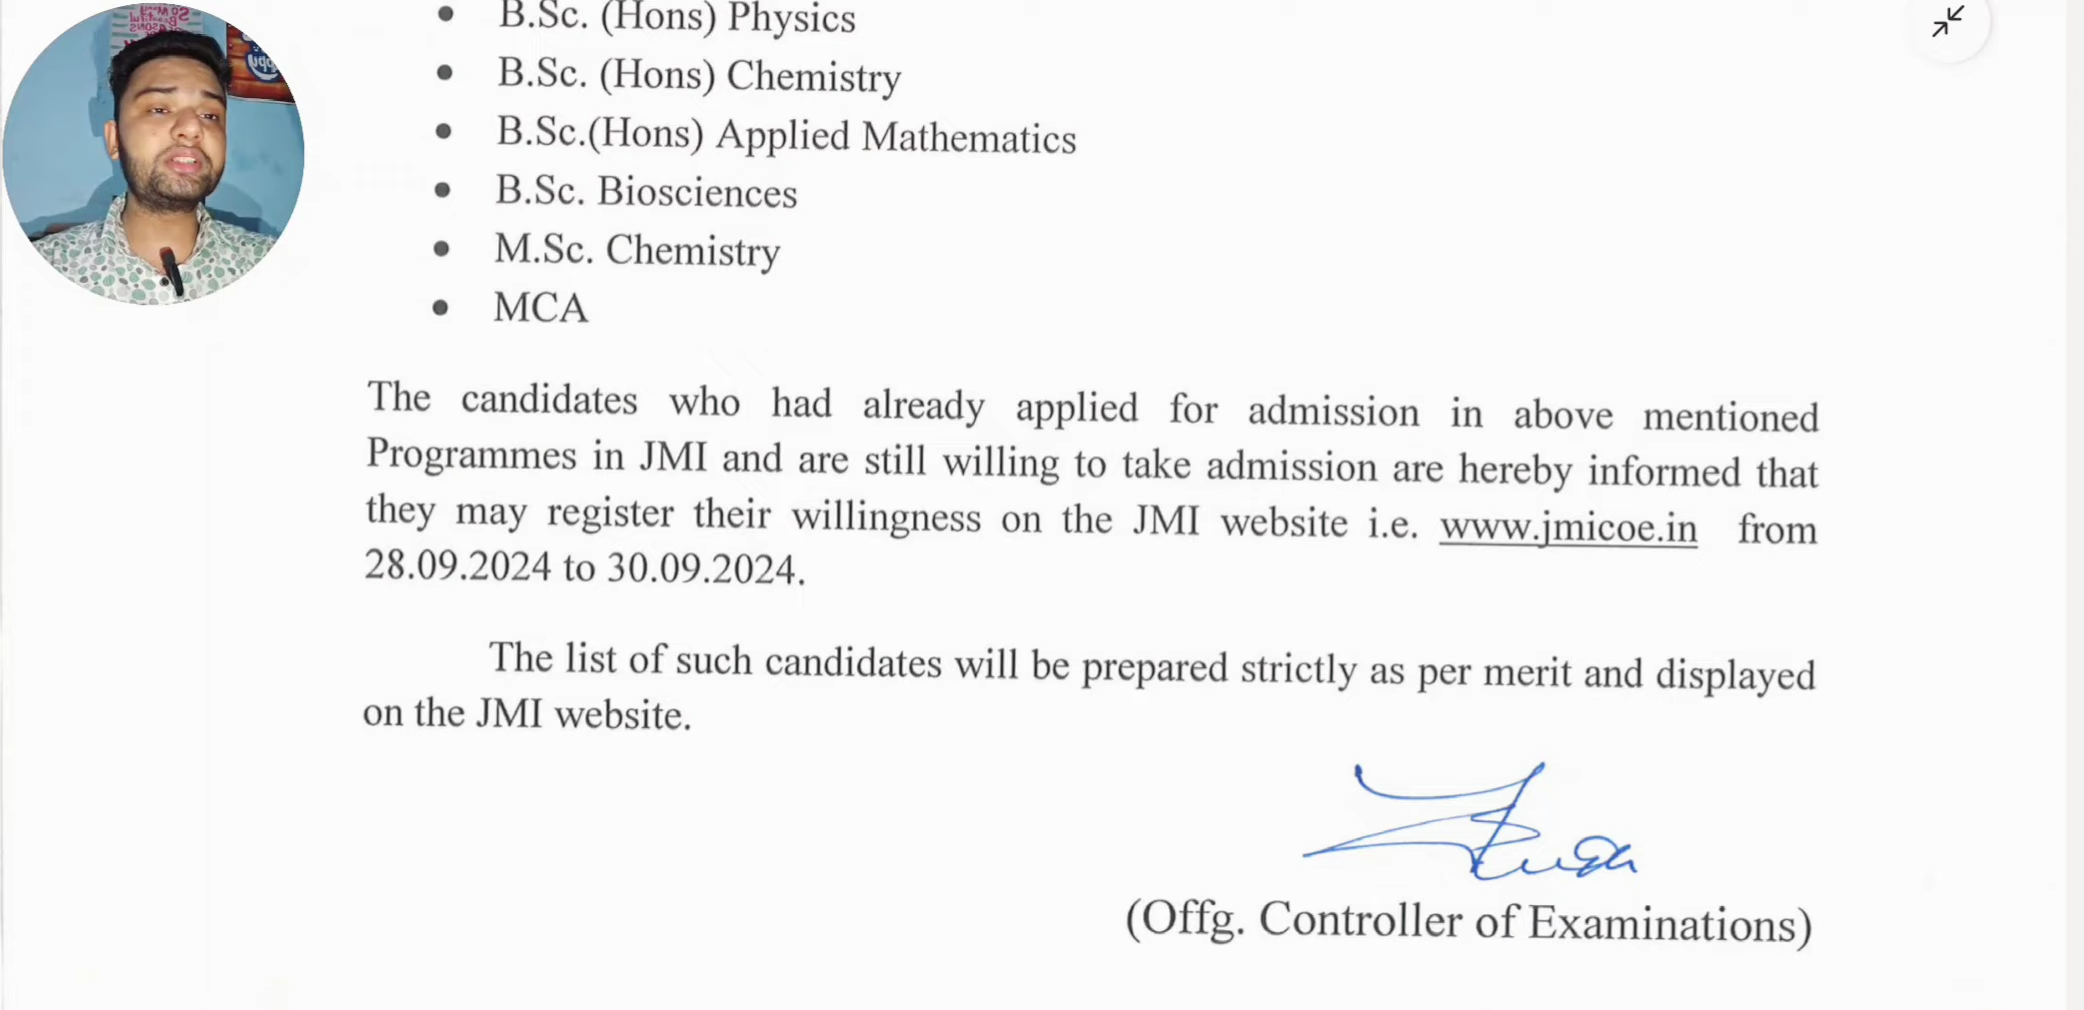 • B.Sc. (Hons) Physics
• B.Sc. (Hons) Chemistry
• B.Sc.(Hons) Applied Mathematics
• B.Sc. Biosciences
• M.Sc. Chemistry
• MCA
The candidates who had already applied for admission in above mentioned
Programmes in JMI and are still willing to take admission are hereby informed that
they may register their willingness on the JMI website i.e. www.jmicoe.in from
28.09.2024 to 30.09.2024.
The list of such candidates will be prepared strictly as per merit and displayed
on the JMI website.
(Offg. Controller of Examinations)